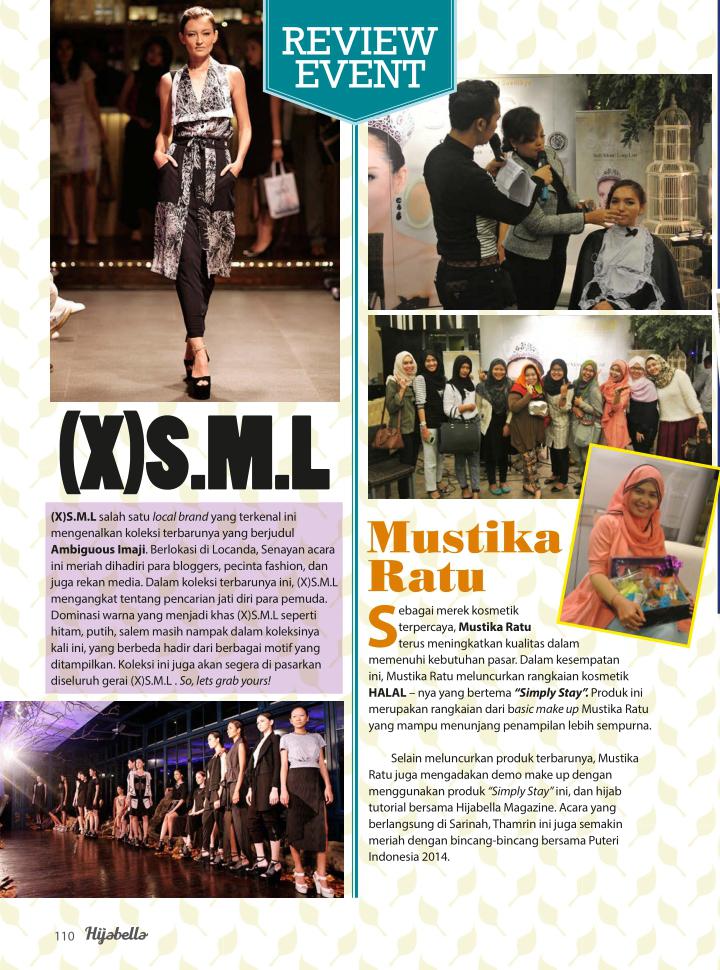 REVIEW
EVENT
(X)S.M.L
(X)S.M.L salah satu local brand yang terkenal ini
mengenalkan koleksi terbarunya yang berjudul
Ambiguous Imaji. Berlokasi di Locanda, Senayan acara
ini meriah dihadiri para bloggers, pecinta fashion, dan
juga rekan media. Dalam koleksi terbarunya ini, (X)S.M.L
mengangkat tentang pencarian jati diri para pemuda.
Dominasi warna yang menjadi khas (X)S.M.L seperti
hitam, putih, salem masih nampak dalam koleksinya
kali ini, yang berbeda hadir dari berbagai motif yang
ditampilkan. Koleksi ini juga akan segera di pasarkan
diseluruh gerai (X)S.M.L . So, lets grab yours!
Mustika
Ratu
Sebagai merek kosmetik
terpercaya, Mustika Ratu
terus meningkatkan kualitas dalam
memenuhi kebutuhan pasar. Dalam kesempatan
ini, Mustika Ratu meluncurkan rangkaian kosmetik
HALAL – nya yang bertema “Simply Stay”. Produk ini
merupakan rangkaian dari basic make up Mustika Ratu
yang mampu menunjang penampilan lebih sempurna.
Selain meluncurkan produk terbarunya, Mustika
Ratu juga mengadakan demo make up dengan
menggunakan produk “Simply Stay” ini, dan hijab
tutorial bersama Hijabella Magazine. Acara yang
berlangsung di Sarinah, Thamrin ini juga semakin
meriah dengan bincang-bincang bersama Puteri
Indonesia 2014.
110 Hijabella